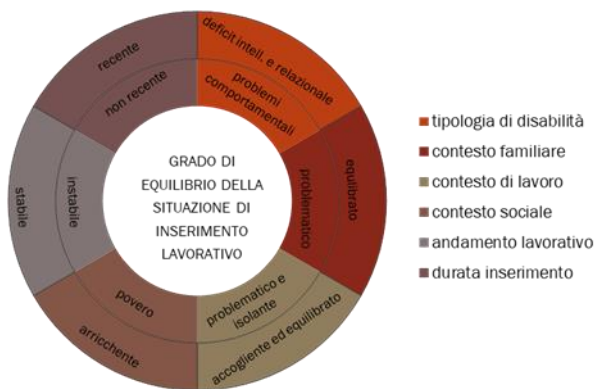 deficit intell. e relazionale
problemi
comportamentali
equilibrato
problematico
problematico e
isolante
accogliente ed equilibrato
povero
arricchente
instabile
stabile
recente
non recente
GRADO DI
EQUILIBRIO DELLA
SITUAZIONE DI
INSERIMENTO
LAVORATIVO
tipologia di disabilità
contesto familiare
contesto di lavoro
contesto sociale
andamento lavorativo
durata inserimento